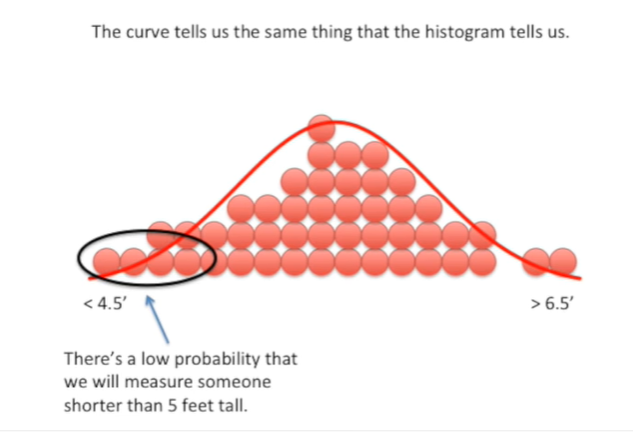 The curve tells us the same thing that the histogram tells us.
< 4.5′
> 6.5′
There's a low probability that
we will measure someone
shorter than 5 feet tall.